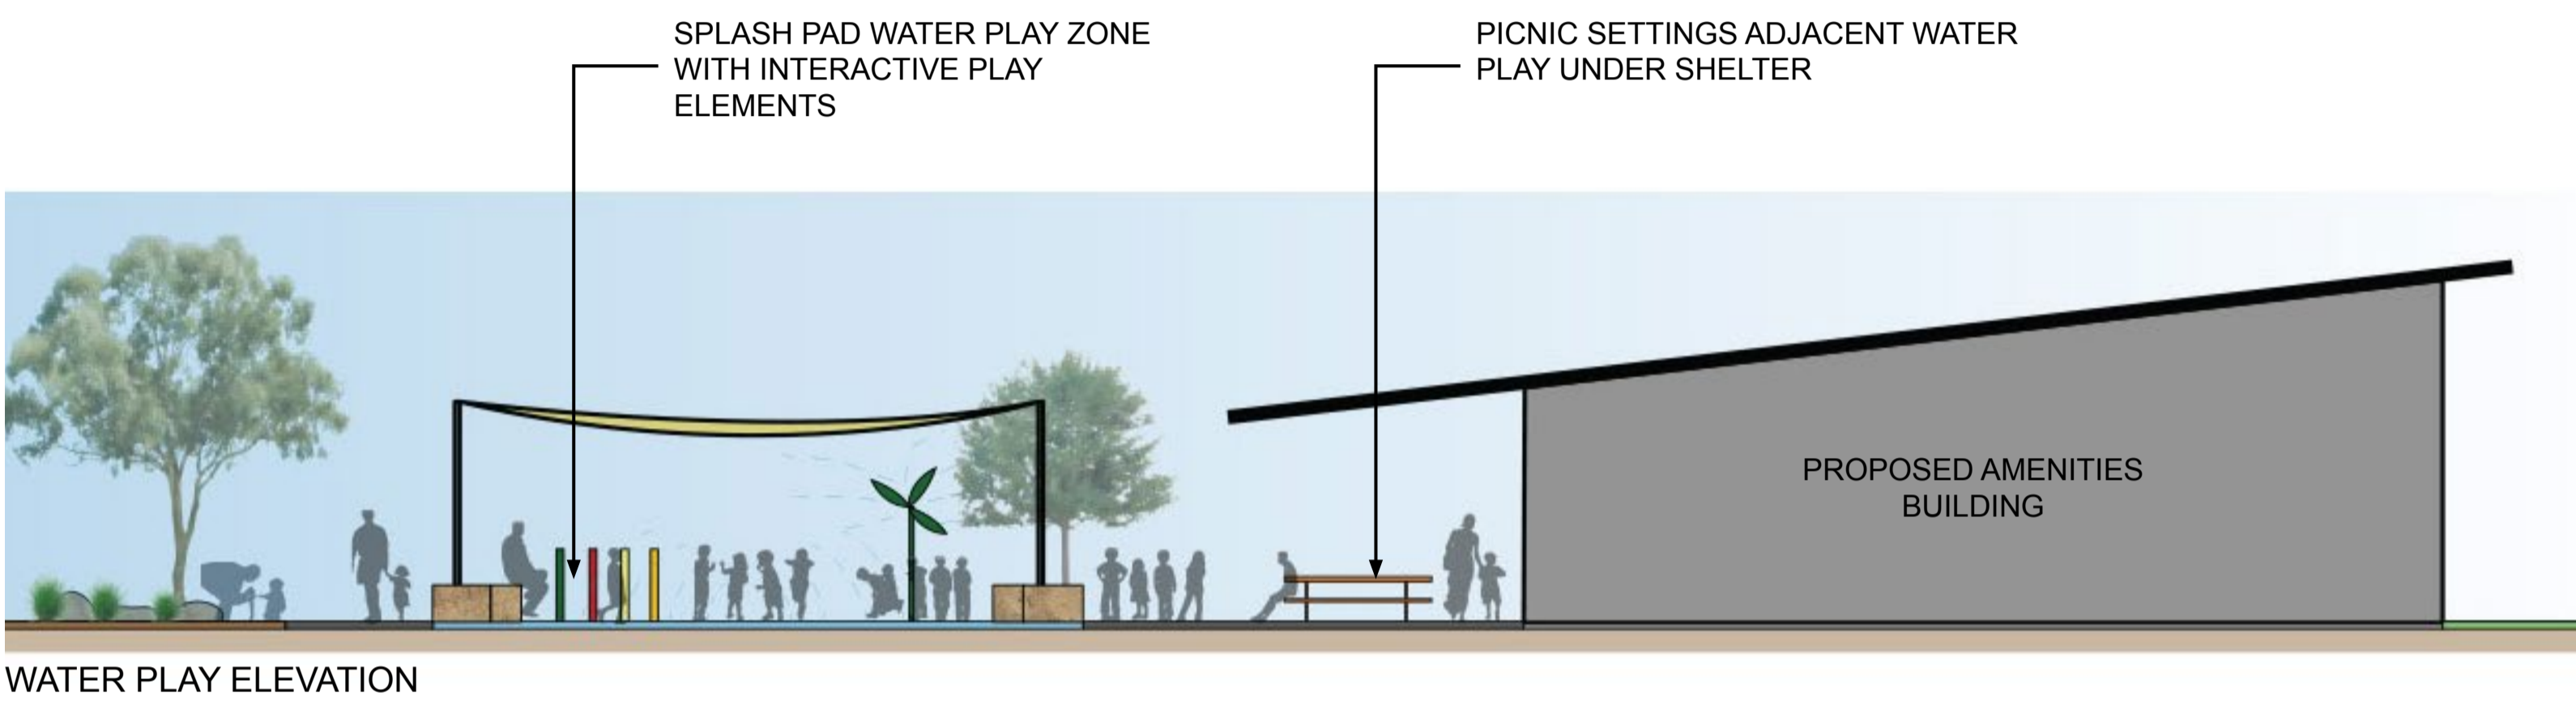 SPLASH PAD WATER PLAY ZONE
WITH INTERACTIVE PLAY
ELEMENTS
PICNIC SETTINGS ADJACENT WATER
PLAY UNDER SHELTER
PROPOSED AMENITIES
BUILDING
WATER PLAY ELEVATION